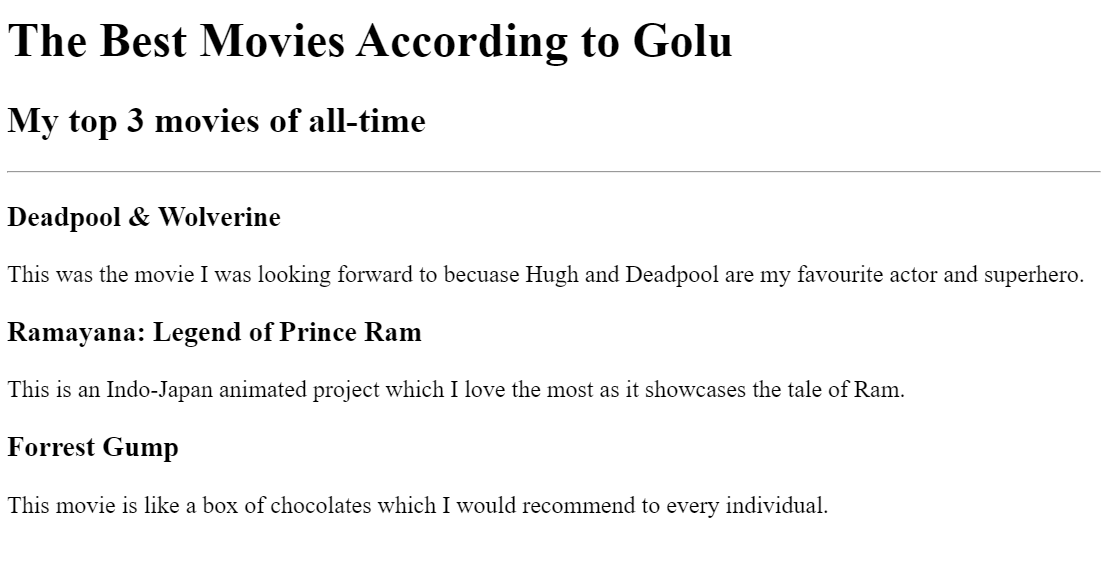 The Best Movies According to Golu
My top 3 movies of all-time
Deadpool & Wolverine
This was the movie I was looking forward to becuase Hugh and Deadpool are my favourite actor and superhero.
Ramayana: Legend of Prince Ram
This is an Indo-Japan animated project which I love the most as it showcases the tale of Ram.
Forrest Gump
This movie is like a box of chocolates which I would recommend to every individual.